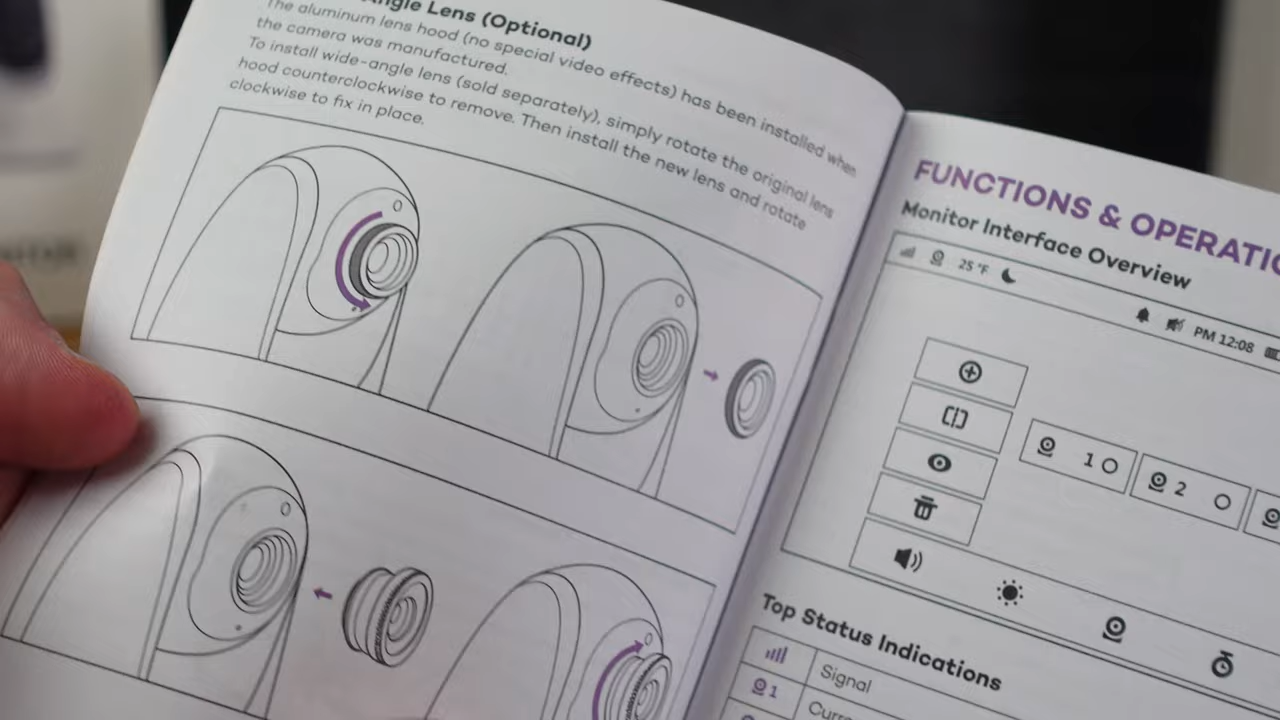 Angle Lens (Optional)
The aluminum lens hood (no special video effects) has been installed when
the camera was manufactured.
To install wide-angle lens (sold separately), simply rotate the original lens
hood counterclockwise to remove. Then install the new lens and rotate
clockwise to fix in place.
FUNCTIONS & OPERATIO
Monitor Interface Overview
25 °F
PM 12:08
1
2
Top Status Indications
Signal
1